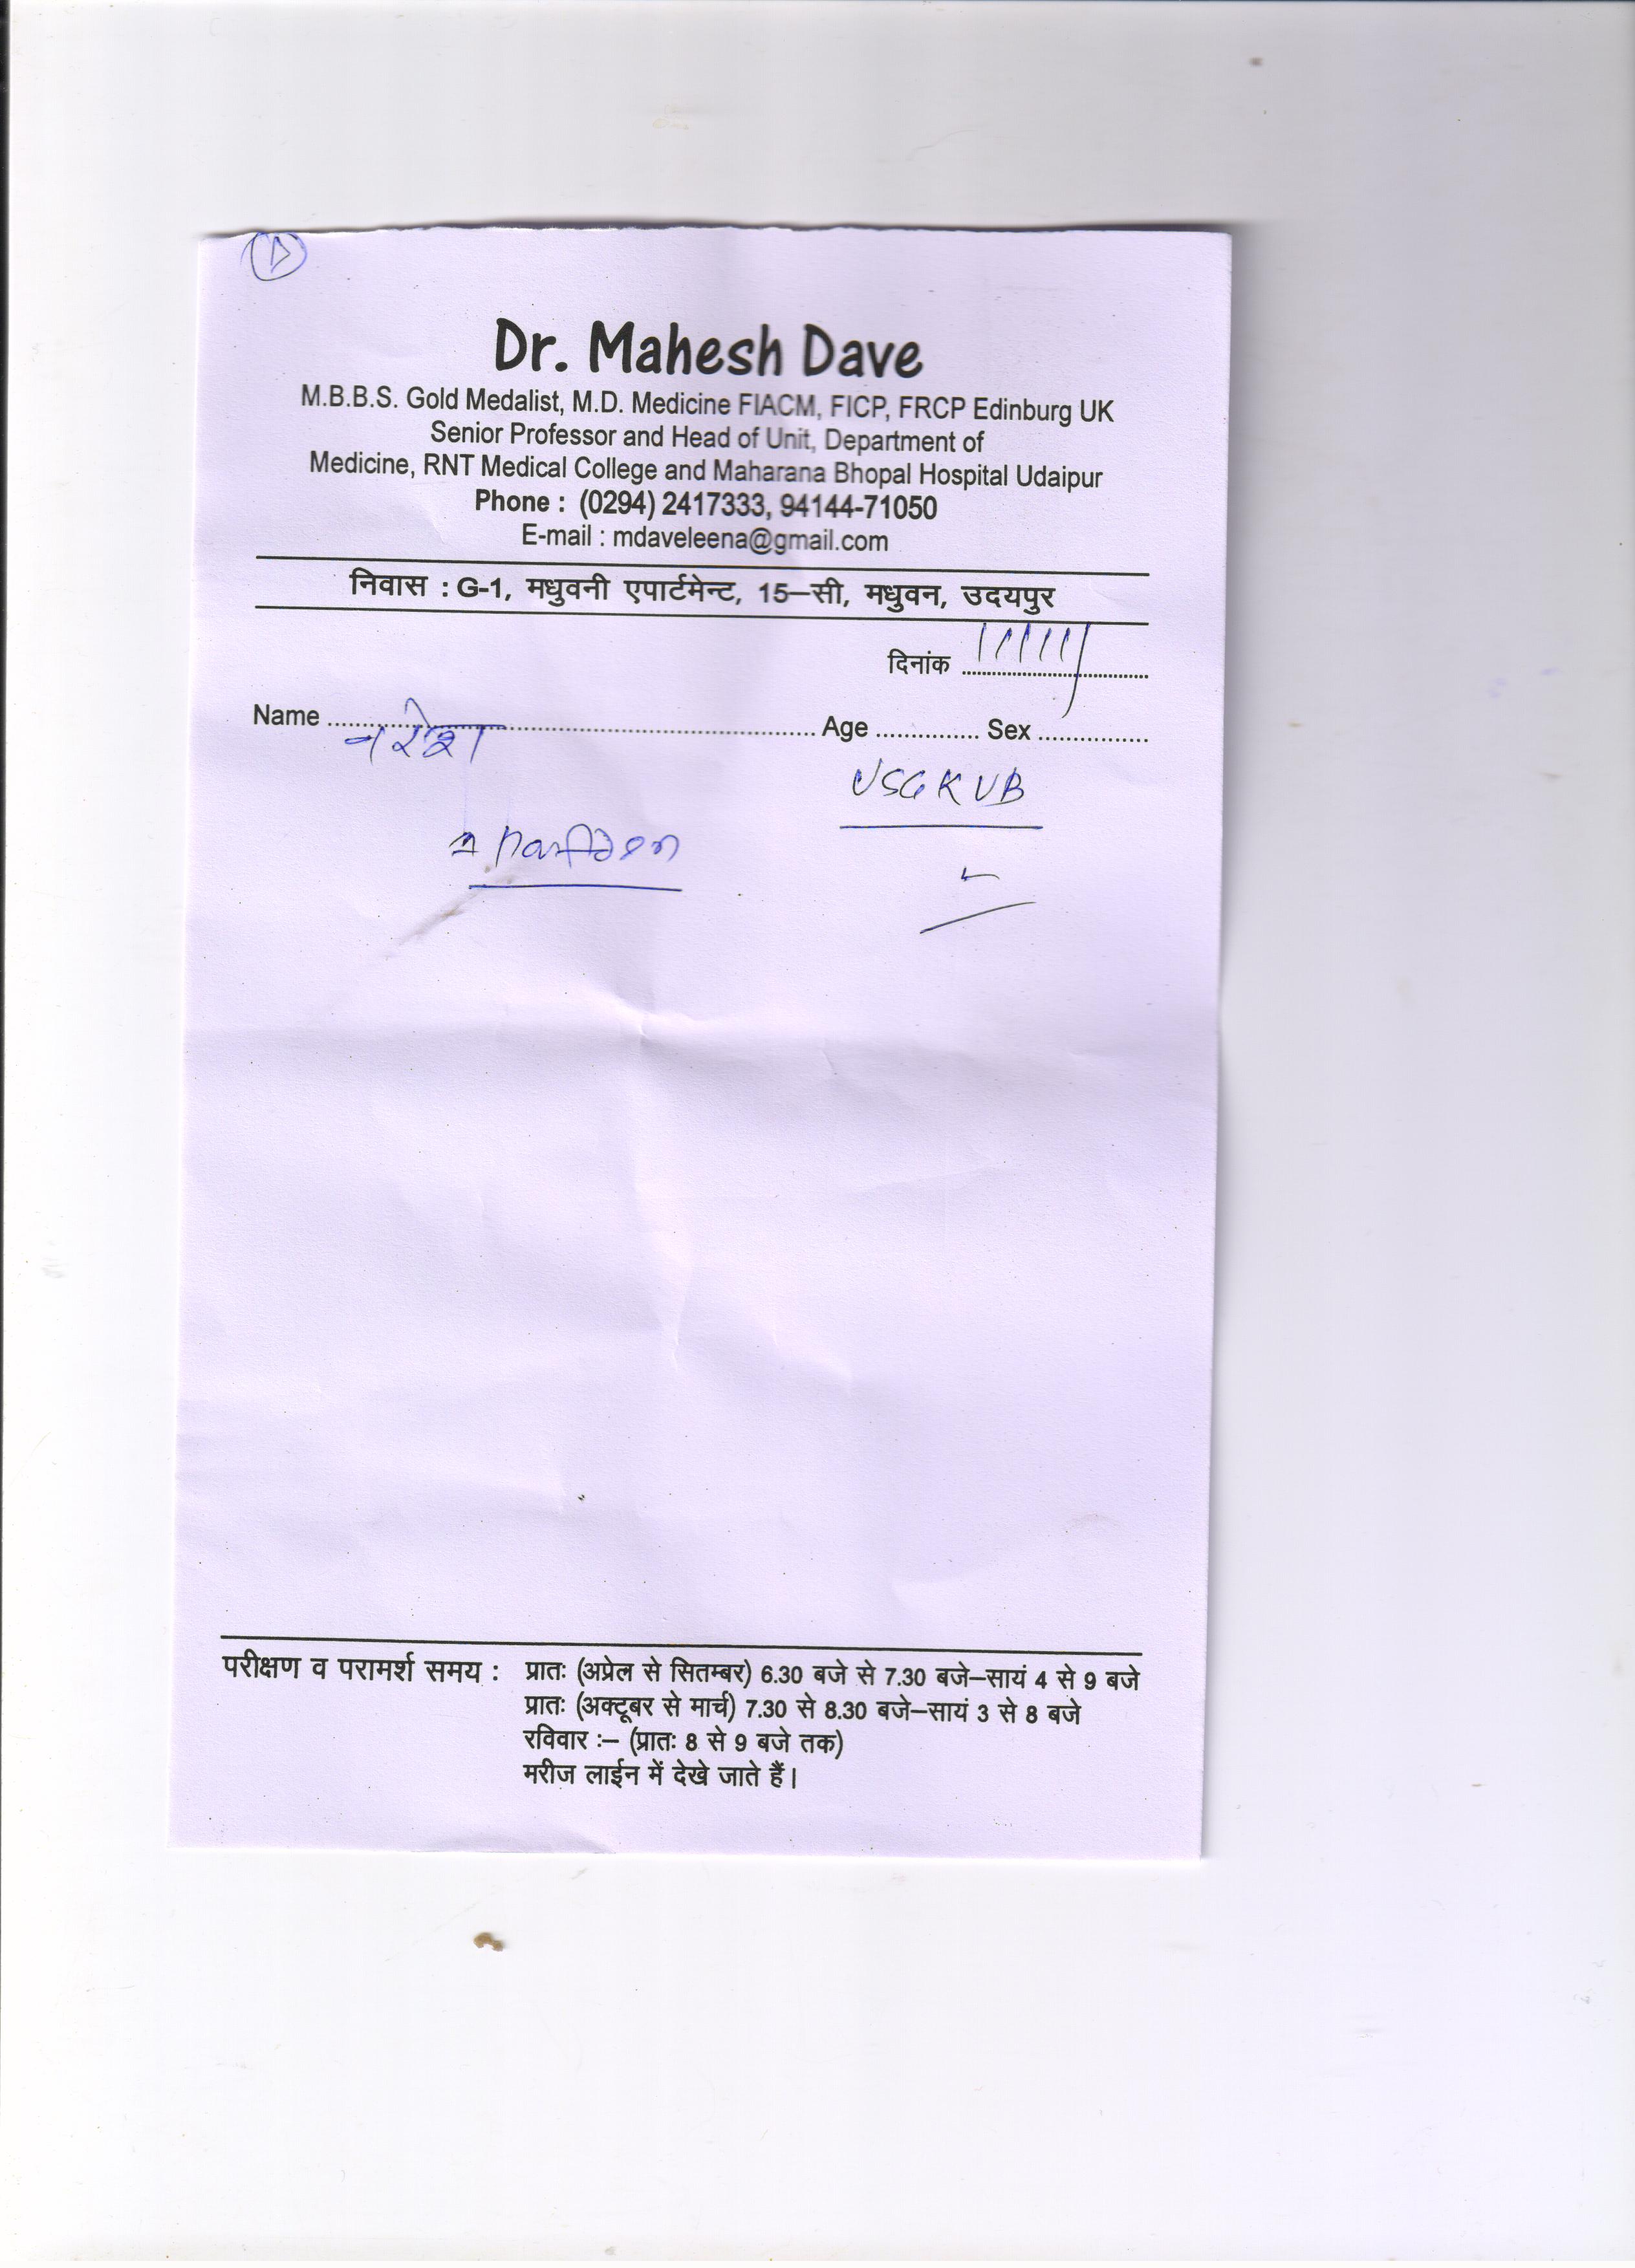 Dr. Mahesh Dave
M.B.B.S. Gold Medalist, M.D. Medicine FIACM, FICP, FRCP Edinburg UK
Senior Professor and Head of Unit, Department of
Medicine, RNT Medical College and Maharana Bhopal Hospital Udaipur
Phone : (0294) 2417333, 94144-71050
E-mail : mdaveleena@gmail.com
निवास : G-1, मधुवनी एपार्टमेन्ट, 15–सी, मधुवन, उदयपुर
दिनांक
Name नरेश Age Sex
USG KUB
परीक्षण व परामर्श समय : प्रातः (अप्रेल से सितम्बर) 6.30 बजे से 7.30 बजे–सायं 4 से 9 बजे
प्रातः (अक्टूबर से मार्च) 7.30 से 8.30 बजे–सायं 3 से 8 बजे
रविवार :– (प्रातः 8 से 9 बजे तक)
मरीज लाईन में देखे जाते हैं।